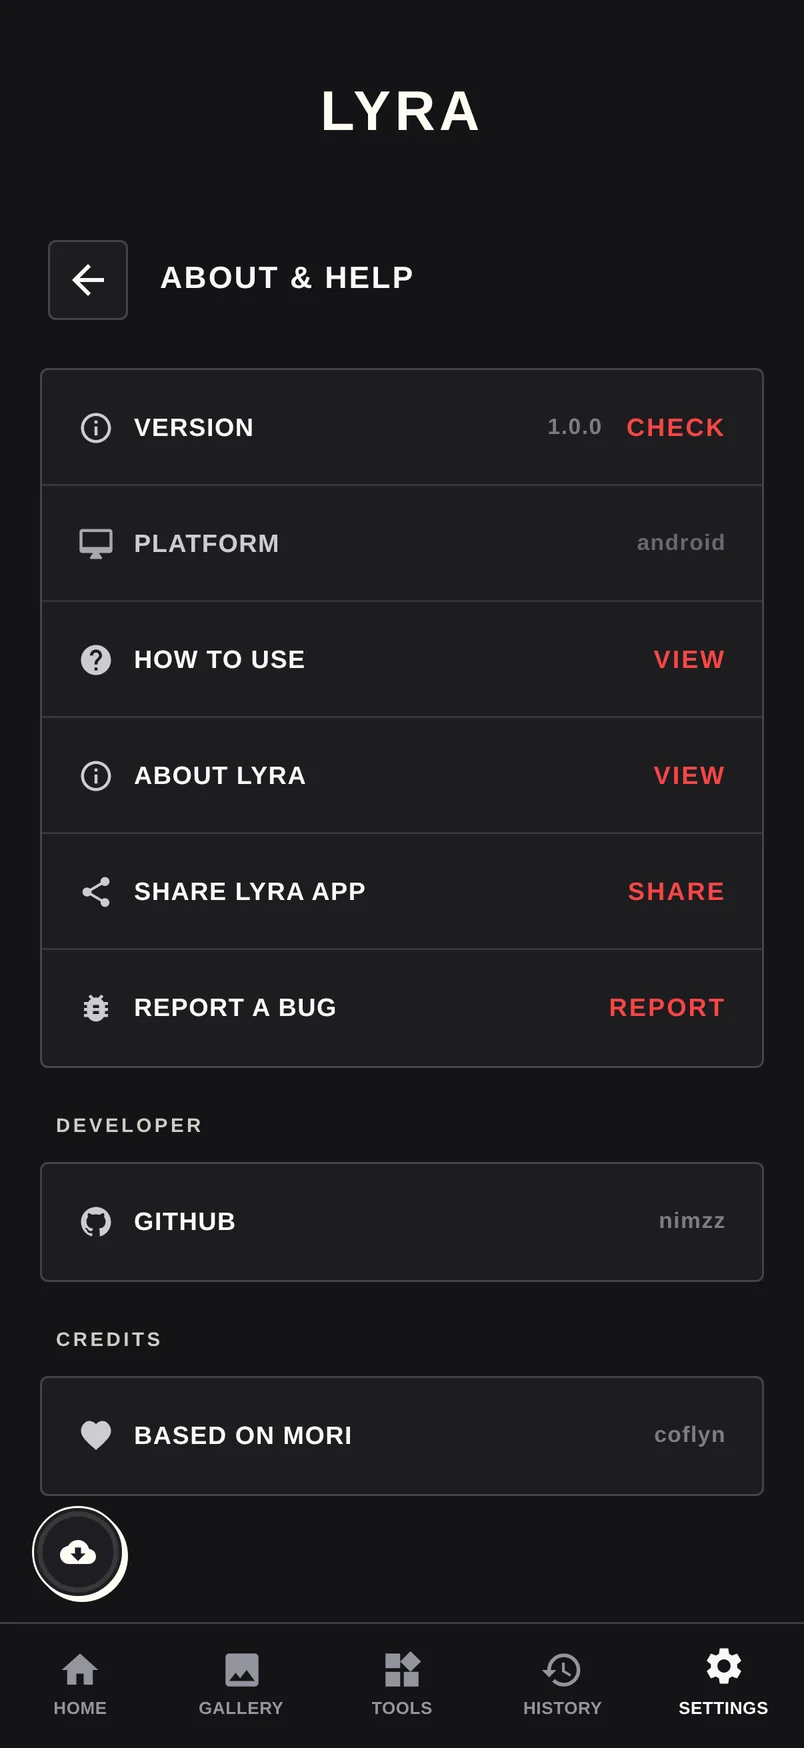 LYRA
ABOUT & HELP
VERSION 1.0.0 CHECK
PLATFORM android
HOW TO USE VIEW
ABOUT LYRA VIEW
SHARE LYRA APP SHARE
REPORT A BUG REPORT
DEVELOPER
GITHUB nimzz
CREDITS
BASED ON MORI coflyn
HOME GALLERY TOOLS HISTORY SETTINGS